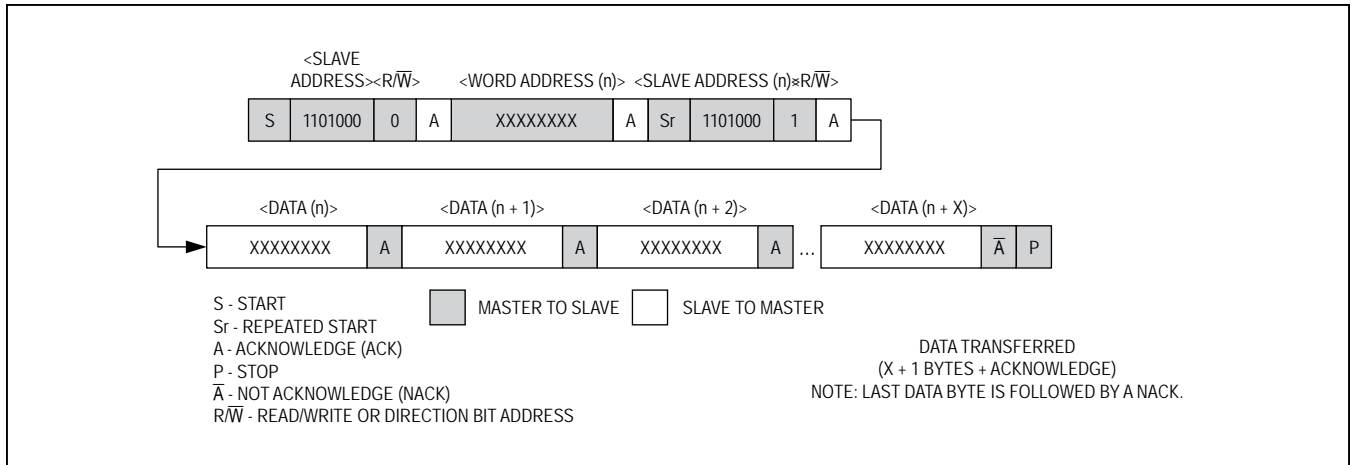 <SLAVE
ADDRESS><R/W̅> <WORD ADDRESS (n)> <SLAVE ADDRESS (n)><R/W̅>
S 1101000 0 A XXXXXXXX A Sr 1101000 1 A
<DATA (n)> <DATA (n + 1)> <DATA (n + 2)> <DATA (n + X)>
XXXXXXXX A XXXXXXXX A XXXXXXXX A ... XXXXXXXX A̅ P
S - START
Sr - REPEATED START
A - ACKNOWLEDGE (ACK)
P - STOP
A̅ - NOT ACKNOWLEDGE (NACK)
R/W̅ - READ/WRITE OR DIRECTION BIT ADDRESS
MASTER TO SLAVE SLAVE TO MASTER
DATA TRANSFERRED
(X + 1 BYTES + ACKNOWLEDGE)
NOTE: LAST DATA BYTE IS FOLLOWED BY A NACK.